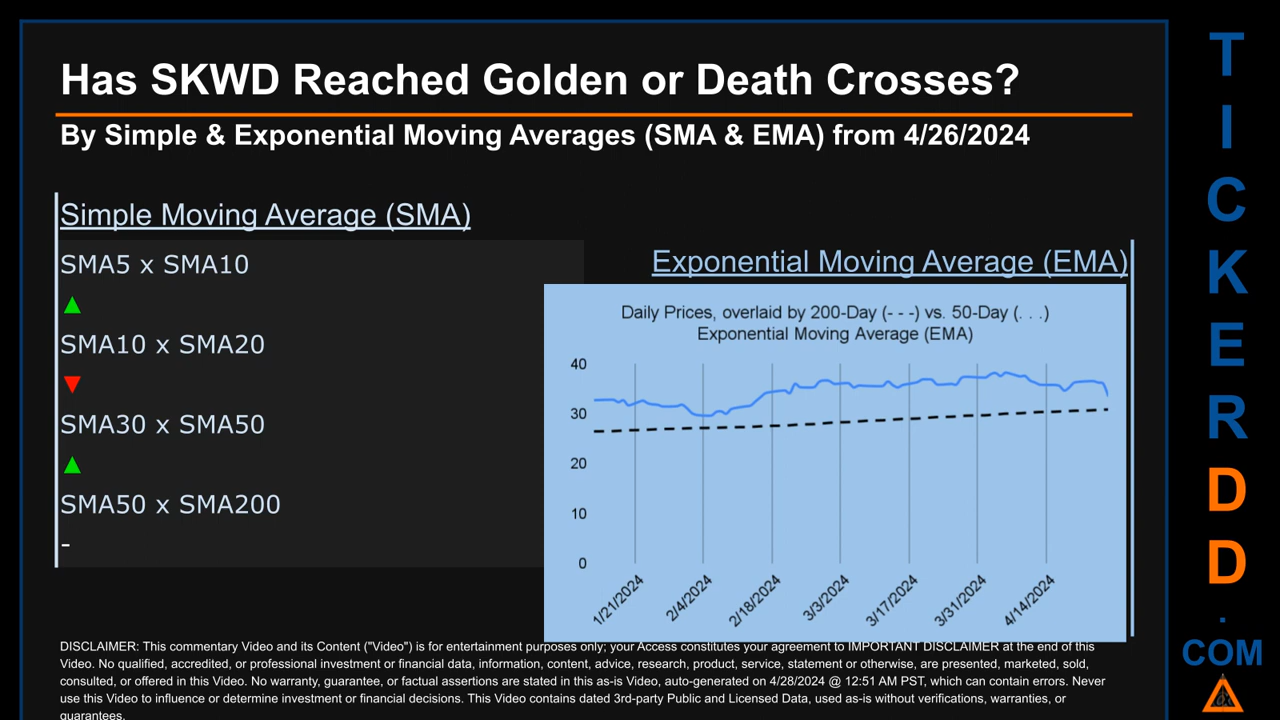 Has SKWD Reached Golden or Death Crosses?
By Simple & Exponential Moving Averages (SMA & EMA) from 4/26/2024
Simple Moving Average (SMA)
SMA5 x SMA10
▲
SMA10 x SMA20
▼
SMA30 x SMA50
▲
SMA50 x SMA200
-
Exponential Moving Average (EMA)
Daily Prices, overlaid by 200-Day (- - -) vs. 50-Day (. . .)
Exponential Moving Average (EMA)
40
30
20
10
0
1/21/2024
2/4/2024
2/18/2024
3/3/2024
3/17/2024
3/31/2024
4/14/2024
DISCLAIMER: This commentary Video and its Content ("Video") is for entertainment purposes only; your Access constitutes your agreement to IMPORTANT DISCLAIMER at the end of this
Video. No qualified, accredited, or professional investment or financial data, information, content, advice, research, product, service, statement or otherwise, are presented, marketed, sold,
consulted, or offered in this Video. No warranty, guarantee, or factual assertions are stated in this as-is Video, auto-generated on 4/28/2024 @ 12:51 AM PST, which can contain errors. Never
use this Video to influence or determine investment or financial decisions. This Video contains dated 3rd-party Public and Licensed Data, used as-is without verifications, warranties, or
guarantees.
T
I
C
K
E
R
D
D
.
COM